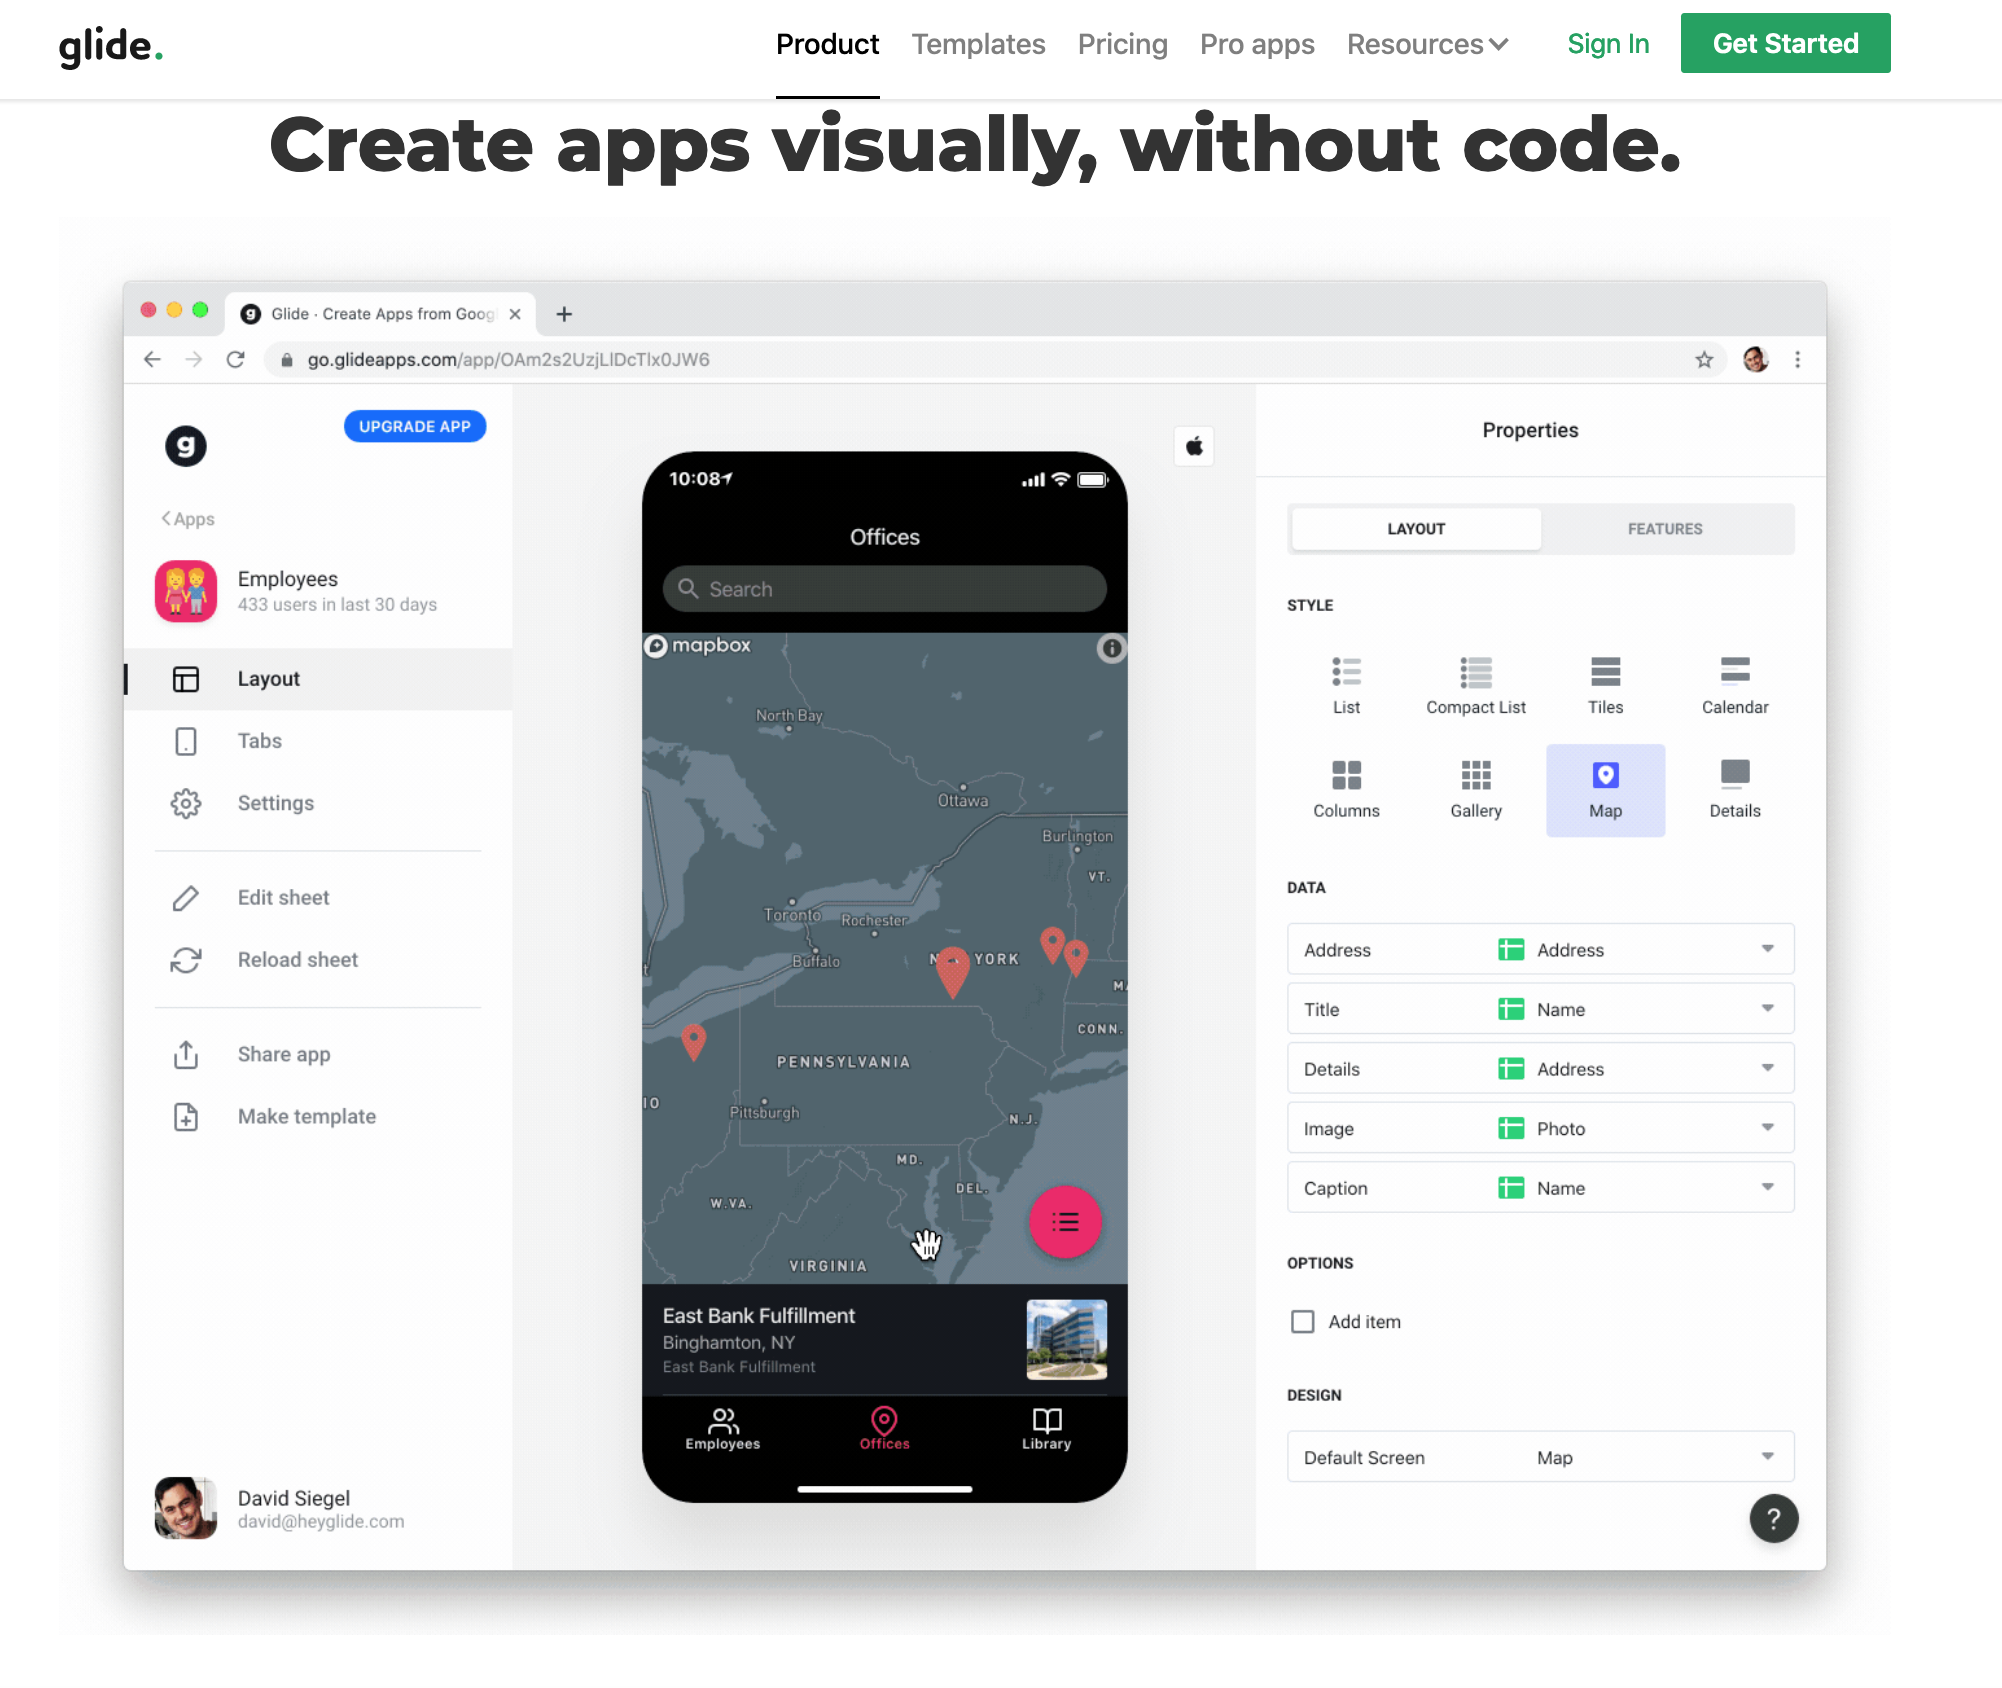 glide.
Product
Templates
Pricing
Pro apps
Resources
Sign In
Get Started
Create apps visually, without code.
Glide · Create Apps from Goog
go.glideapps.com/app/OAm2s2UzjLlDcTlx0JW6
g
UPGRADE APP
Apps
Employees
433 users in last 30 days
Layout
Tabs
Settings
Edit sheet
Reload sheet
Share app
Make template
David Siegel
david@heyglide.com
10:08
Offices
Search
mapbox
North Bay
Ottawa
Burlington
VT.
Toronto
Rochester
Buffalo
YORK
CONN.
PENNSYLVANIA
IO
Pittsburgh
N.J.
MD.
DEL.
W.VA.
VIRGINIA
East Bank Fulfillment
Binghamton, NY
East Bank Fulfillment
Employees
Offices
Library
Properties
LAYOUT
FEATURES
STYLE
List
Compact List
Tiles
Calendar
Columns
Gallery
Map
Details
DATA
Address Address
Title Name
Details Address
Image Photo
Caption Name
OPTIONS
Add item
DESIGN
Default Screen Map
?